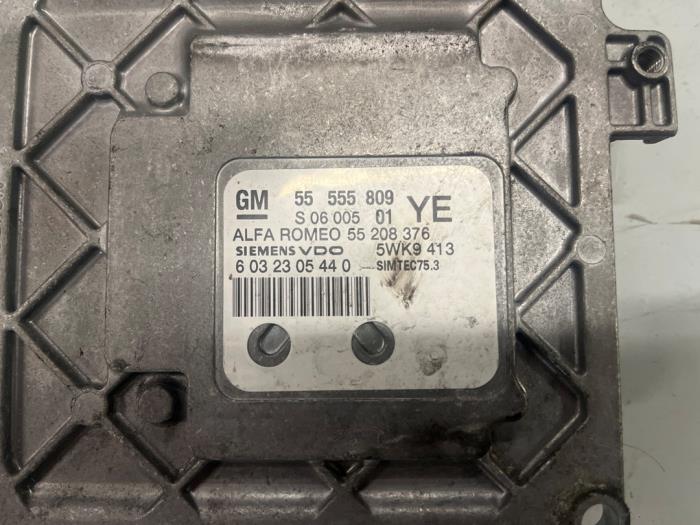 GM 55 555 809 YE
S 06 005 01
ALFA ROMEO 55 208 376
SIEMENS VDO 5WK9 413
6 03 23 05 44 0 SIMTEC75.3